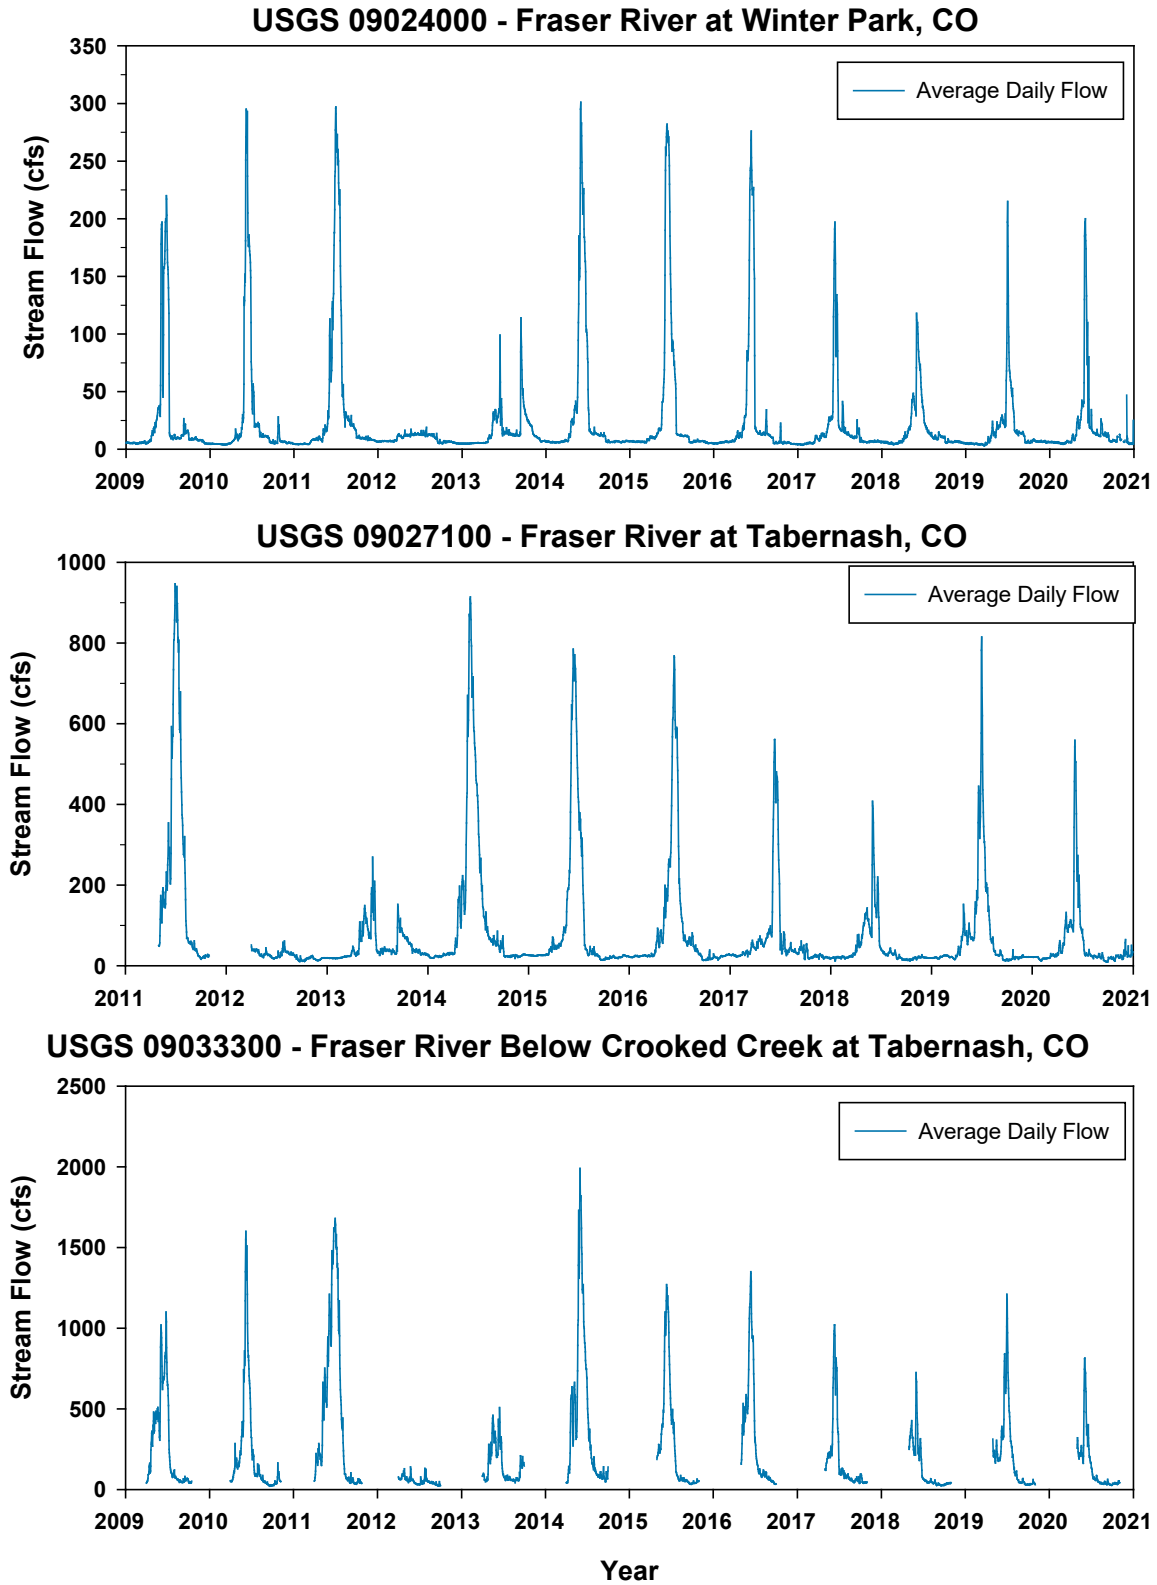 USGS 09024000 - Fraser River at Winter Park, CO
Stream Flow (cfs)
350
300
250
200
150
100
50
0
Average Daily Flow
2009 2010 2011 2012 2013 2014 2015 2016 2017 2018 2019 2020 2021
USGS 09027100 - Fraser River at Tabernash, CO
Stream Flow (cfs)
1000
800
600
400
200
0
Average Daily Flow
2011 2012 2013 2014 2015 2016 2017 2018 2019 2020 2021
USGS 09033300 - Fraser River Below Crooked Creek at Tabernash, CO
Stream Flow (cfs)
2500
2000
1500
1000
500
0
Average Daily Flow
2009 2010 2011 2012 2013 2014 2015 2016 2017 2018 2019 2020 2021
Year